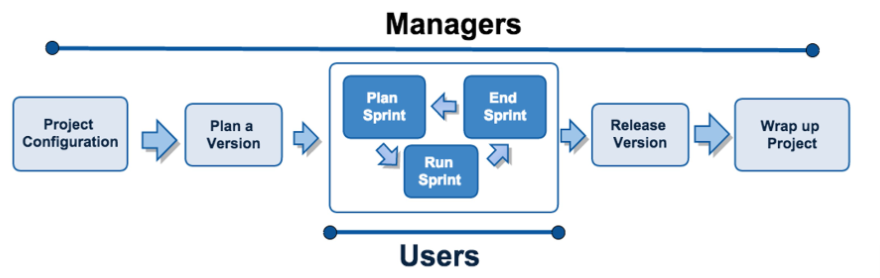 Managers
Project
Configuration
Plan a
Version
Plan
Sprint
End
Sprint
Run
Sprint
Release
Version
Wrap up
Project
Users